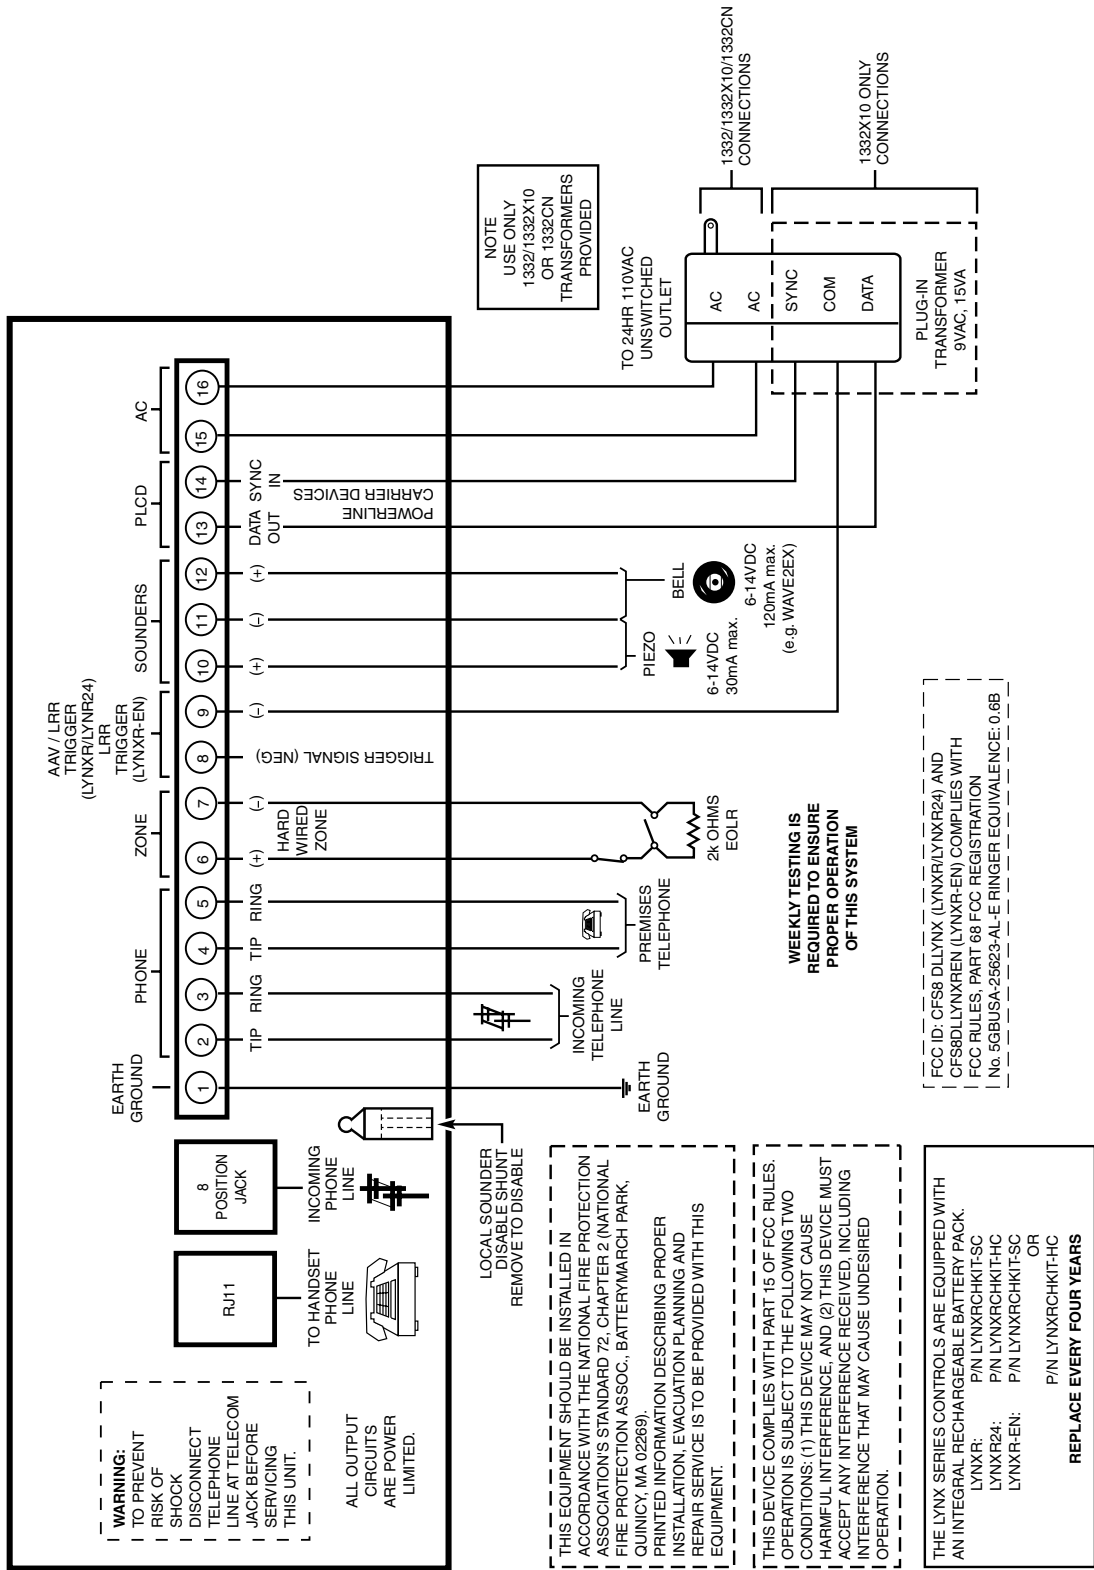 WARNING:
TO PREVENT
RISK OF
SHOCK
DISCONNECT
TELEPHONE
LINE AT TELECOM
JACK BEFORE
SERVICING
THIS UNIT.
ALL OUTPUT
CIRCUITS
ARE POWER
LIMITED.
RJ11
TO HANDSET
PHONE
LINE
8
POSITION
JACK
INCOMING
PHONE
LINE
LOCAL SOUNDER
DISABLE SHUNT
REMOVE TO DISABLE
EARTH
GROUND
PHONE
ZONE
AAV / LRR
TRIGGER
(LYNXR/LYNR24)
LRR
TRIGGER
(LYNXR-EN)
SOUNDERS
PLCD
AC
1
2
3
4
5
6
7
8
9
10
11
12
13
14
15
16
TIP
RING
TIP
RING
(+)
HARD
WIRED
ZONE
(–)
TRIGGER SIGNAL (NEG)
(–)
(+)
(–)
(+)
DATA
OUT
SYNC
IN
POWERLINE
CARRIER DEVICES
EARTH
GROUND
INCOMING
TELEPHONE
LINE
PREMISES
TELEPHONE
2k OHMS
EOLR
PIEZO
6-14VDC
30mA max.
BELL
6-14VDC
120mA max.
(e.g. WAVE2EX)
TO 24HR 110VAC
UNSWITCHED
OUTLET
NOTE
USE ONLY
1332/1332X10
OR 1332CN
TRANSFORMERS
PROVIDED
AC
AC
SYNC
COM
DATA
PLUG-IN
TRANSFORMER
9VAC, 15VA
1332/1332X10/1332CN
CONNECTIONS
1332X10 ONLY
CONNECTIONS
WEEKLY TESTING IS
REQUIRED TO ENSURE
PROPER OPERATION
OF THIS SYSTEM
THIS EQUIPMENT SHOULD BE INSTALLED IN
ACCORDANCE WITH THE NATIONAL FIRE PROTECTION
ASSOCIATION'S STANDARD 72, CHAPTER 2 (NATIONAL
FIRE PROTECTION ASSOC., BATTERYMARCH PARK,
QUINICY, MA 02269).
PRINTED INFORMATION DESCRIBING PROPER
INSTALLATION, EVACUATION PLANNING AND
REPAIR SERVICE IS TO BE PROVIDED WITH THIS
EQUIPMENT.
THIS DEVICE COMPLIES WITH PART 15 OF FCC RULES.
OPERATION IS SUBJECT TO THE FOLLOWING TWO
CONDITIONS: (1) THIS DEVICE MAY NOT CAUSE
HARMFUL INTERFERENCE, AND (2) THIS DEVICE MUST
ACCEPT ANY INTERFERENCE RECEIVED, INCLUDING
INTERFERENCE THAT MAY CAUSE UNDESIRED
OPERATION.
FCC ID: CFS8 DLLYNX (LYNXR/LYNXR24) AND
CFS8DLLYNXREN (LYNXR-EN) COMPLIES WITH
FCC RULES, PART 68 FCC REGISTRATION
No. 5GBUSA-25623-AL-E RINGER EQUIVALENCE: 0.6B
THE LYNX SERIES CONTROLS ARE EQUIPPED WITH
AN INTEGRAL RECHARGEABLE BATTERY PACK.
LYNXR: P/N LYNXRCHKIT-SC
LYNXR24: P/N LYNXRCHKIT-HC
LYNXR-EN: P/N LYNXRCHKIT-SC
OR
P/N LYNXRCHKIT-HC
REPLACE EVERY FOUR YEARS